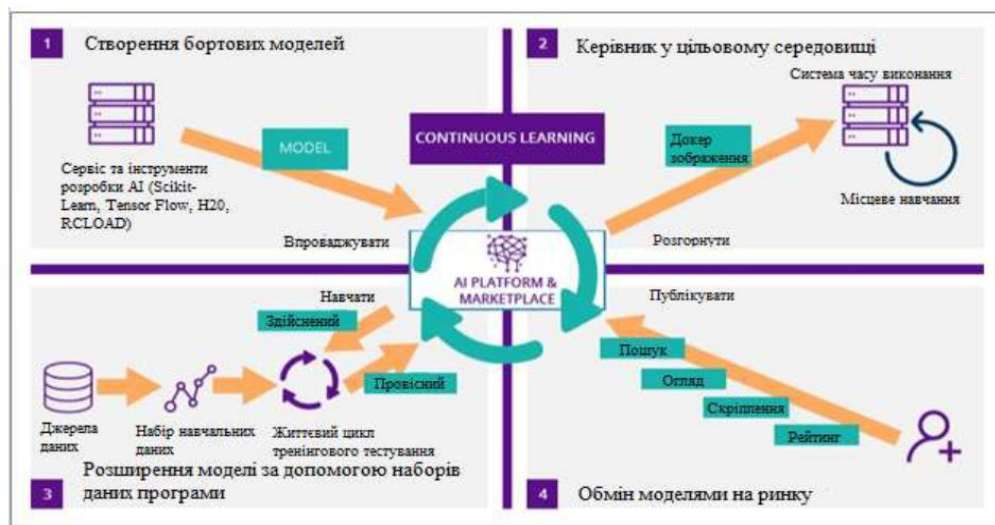 1
Створення бортових моделей
MODEL
Сервіс та інструменти
розробки AI (Scikit-
Learn, Tensor Flow, H20,
RCLOAD)
Впроваджувати
CONTINUOUS LEARNING
2
Керівник у цільовому середовищі
Система часу виконання
Докер
зображення
Місцеве навчання
Розгорнути
AI PLATFORM &
MARKETPLACE
Навчати
Здійснений
Провісний
Джерела
даних
Набір навчальних
даних
Життєвий цикл
тренінгового тестування
3
Розширення моделі за допомогою наборів
даних програми
Публікувати
Пошук
Огляд
Скріплення
Рейтинг
4
Обмін моделями на ринку